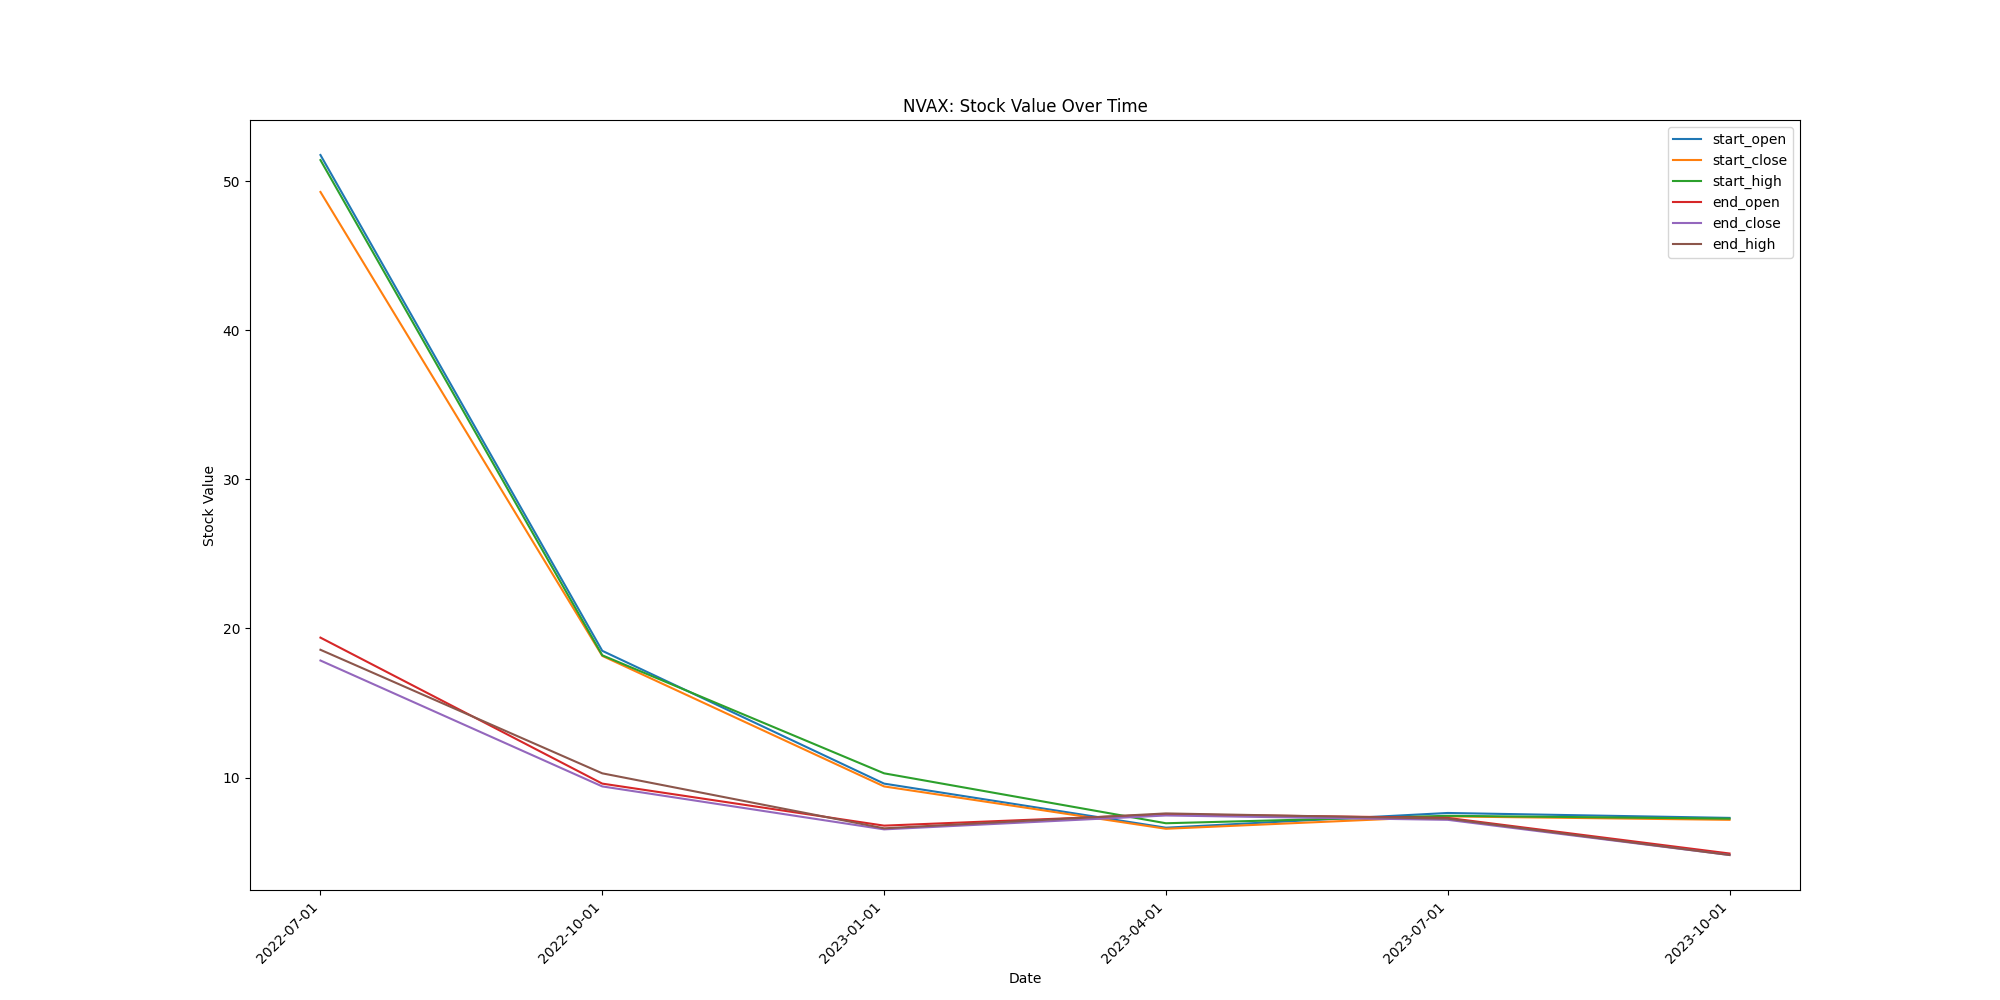 NVAX: Stock Value Over Time
start_open
start_close
start_high
end_open
end_close
end_high
50
40
30
20
10
Stock Value
2022-07-01
2022-10-01
2023-01-01
2023-04-01
2023-07-01
2023-10-01
Date